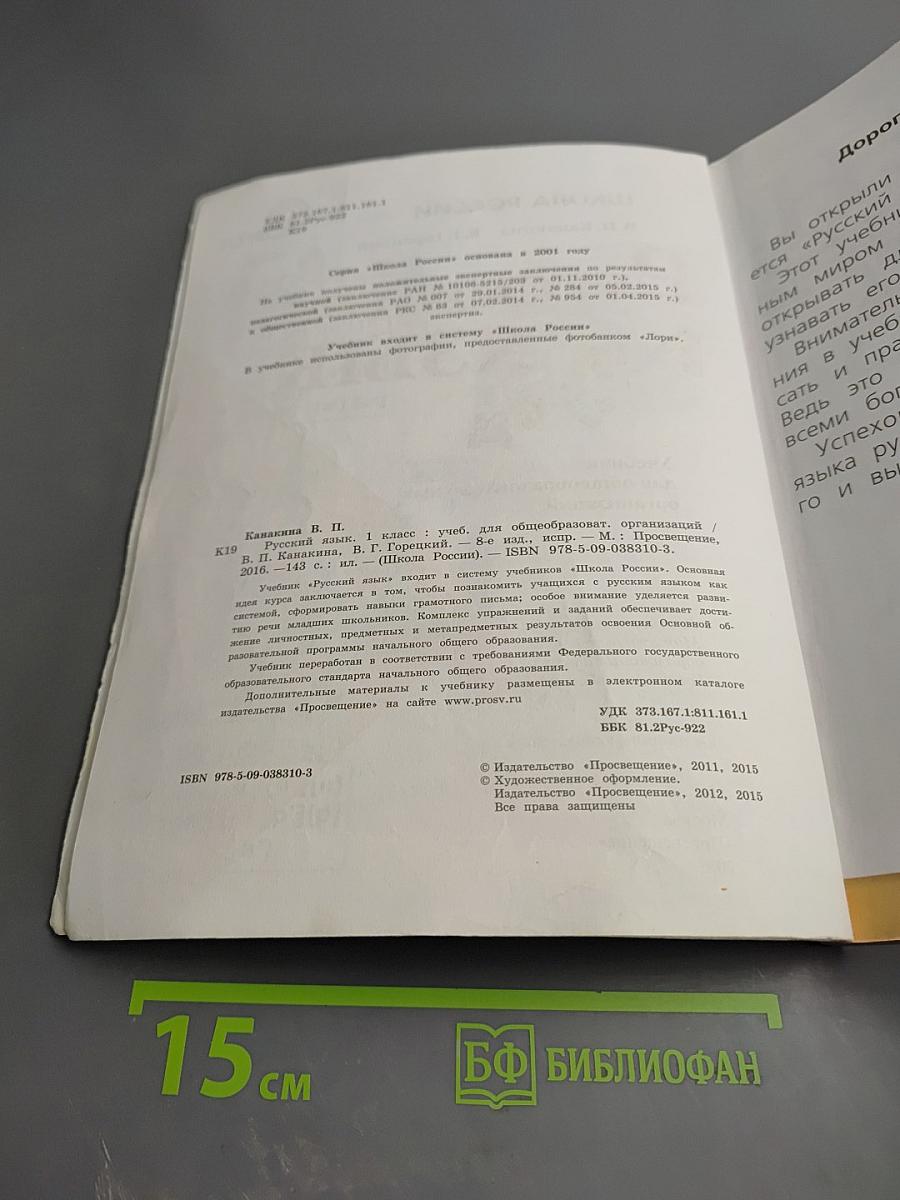 УДК 373.167.1:811.161.1
ББК 81.2Рус-922
К19
Серия «Школа России» основана в 2001 году
На учебник получены положительные экспертные заключения по результатам
научной (заключения РАН № 10106-5215/203 от 01.11.2010 г.),
педагогической (заключения РАО № 007 от 29.01.2014 г., № 284 от 05.02.2015 г.)
и общественной (заключения РКС № 53 от 07.02.2014 г., № 954 от 01.04.2015 г.)
экспертиз.
Учебник входит в систему «Школа России»
В учебнике использованы фотографии, предоставленные фотобанком «Лори».
Канакина В. П.
К19 Русский язык. 1 класс : учеб. для общеобразоват. организаций /
В. П. Канакина, В. Г. Горецкий. — 8-е изд., испр. — М. : Просвещение,
2016. —143 с. : ил. — (Школа России). — ISBN 978-5-09-038310-3.
Учебник «Русский язык» входит в систему учебников «Школа России». Основная
идея курса заключается в том, чтобы познакомить учащихся с русским языком как
системой, сформировать навыки грамотного письма; особое внимание уделяется разви-
тию речи младших школьников. Комплекс упражнений и заданий обеспечивает дости-
жение личностных, предметных и метапредметных результатов освоения Основной об-
разовательной программы начального общего образования.
Учебник переработан в соответствии с требованиями Федерального государственного
образовательного стандарта начального общего образования.
Дополнительные материалы к учебнику размещены в электронном каталоге
издательства «Просвещение» на сайте www.prosv.ru
УДК 373.167.1:811.161.1
ББК 81.2Рус-922
ISBN 978-5-09-038310-3
© Издательство «Просвещение», 2011, 2015
© Художественное оформление.
Издательство «Просвещение», 2012, 2015
Все права защищены
Дорог
Вы открыли
ется «Русский
Этот учебни
ным миром
открывать д
узнавать его
Внимател
ния в учеб
сать и пра
Ведь это
всеми бог
Успехо
языка ру
го и вы
15 см
БФ БИБЛИОФАН